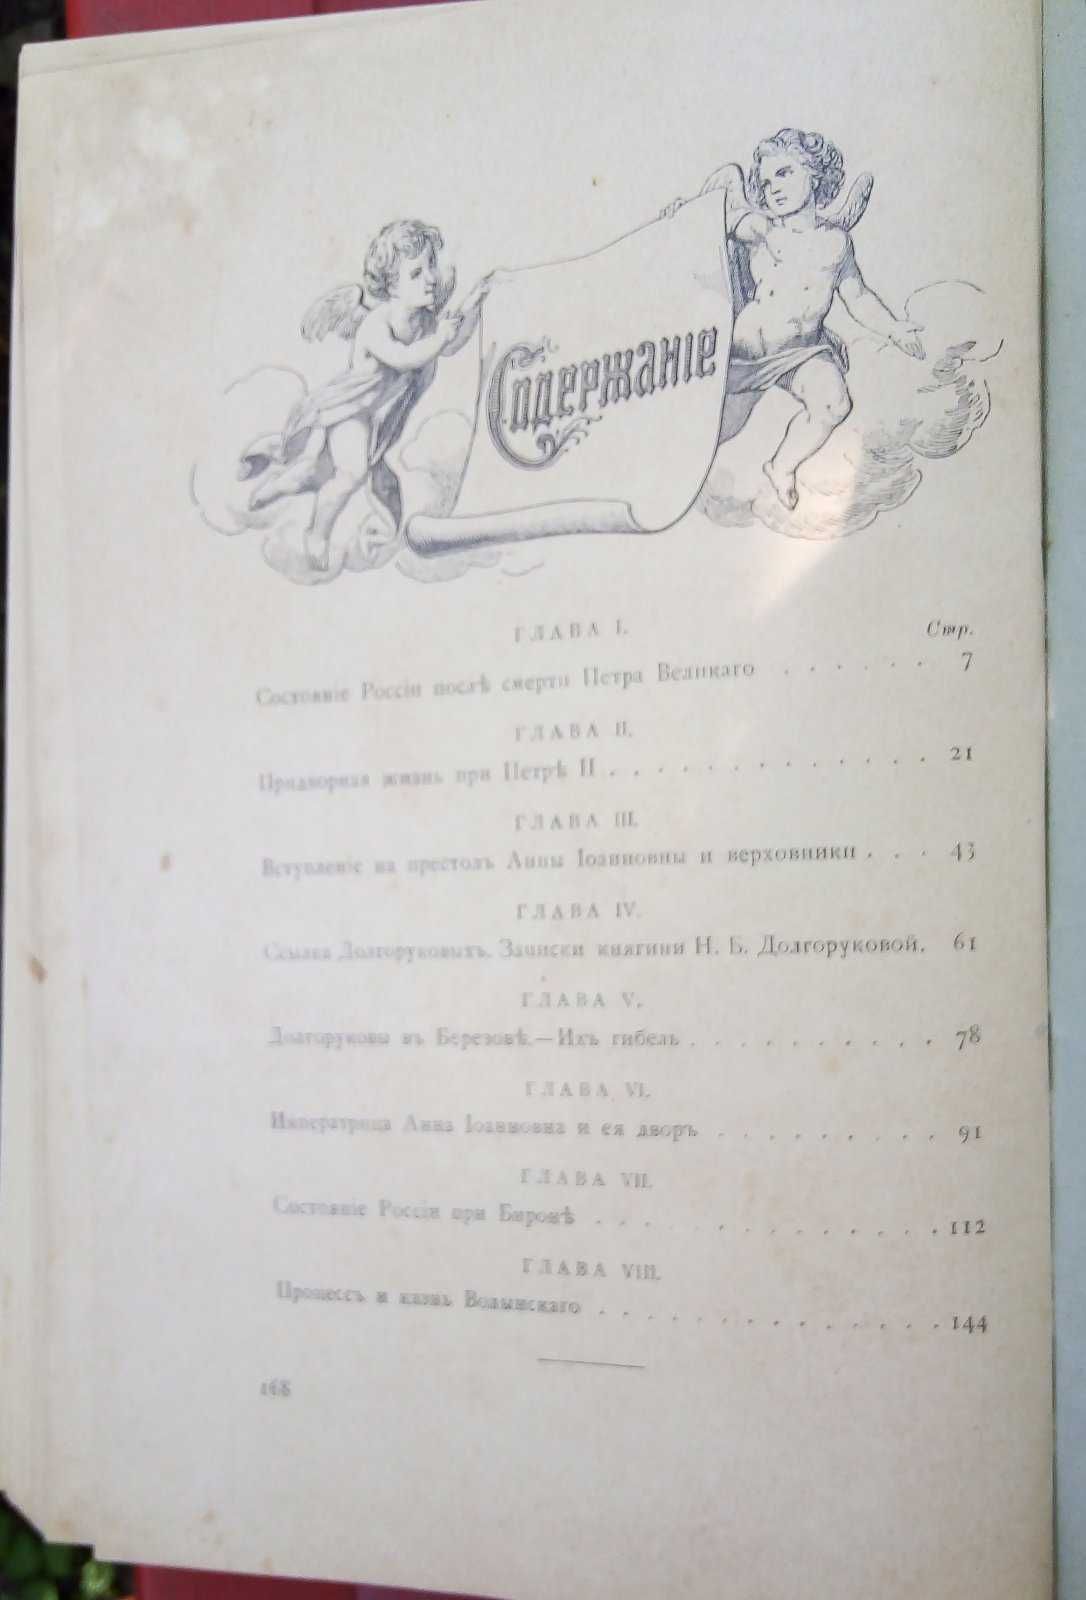 Содержаніе
ГЛАВА I.
Стр.
Состояніе Россіи послѣ смерти Петра Великаго . . . . . . 7
ГЛАВА II.
Придворная жизнь при Петрѣ II . . . . . . . . . . . . . 21
ГЛАВА III.
Вступленіе на престолъ Анны Іоанновны и верховники . . . 43
ГЛАВА IV.
Ссылка Долгоруковыхъ. Записки княгини Н. Б. Долгоруковой. 61
ГЛАВА V.
Долгоруковы въ Березовѣ.—Ихъ гибель . . . . . . . . . . 78
ГЛАВА VI.
Императрица Анна Іоанновна и ея дворъ . . . . . . . . . 91
ГЛАВА VII.
Состояніе Россіи при Биронѣ . . . . . . . . . . . . . . 112
ГЛАВА VIII.
Процессъ и казнь Волынскаго . . . . . . . . . . . . . . 144
168